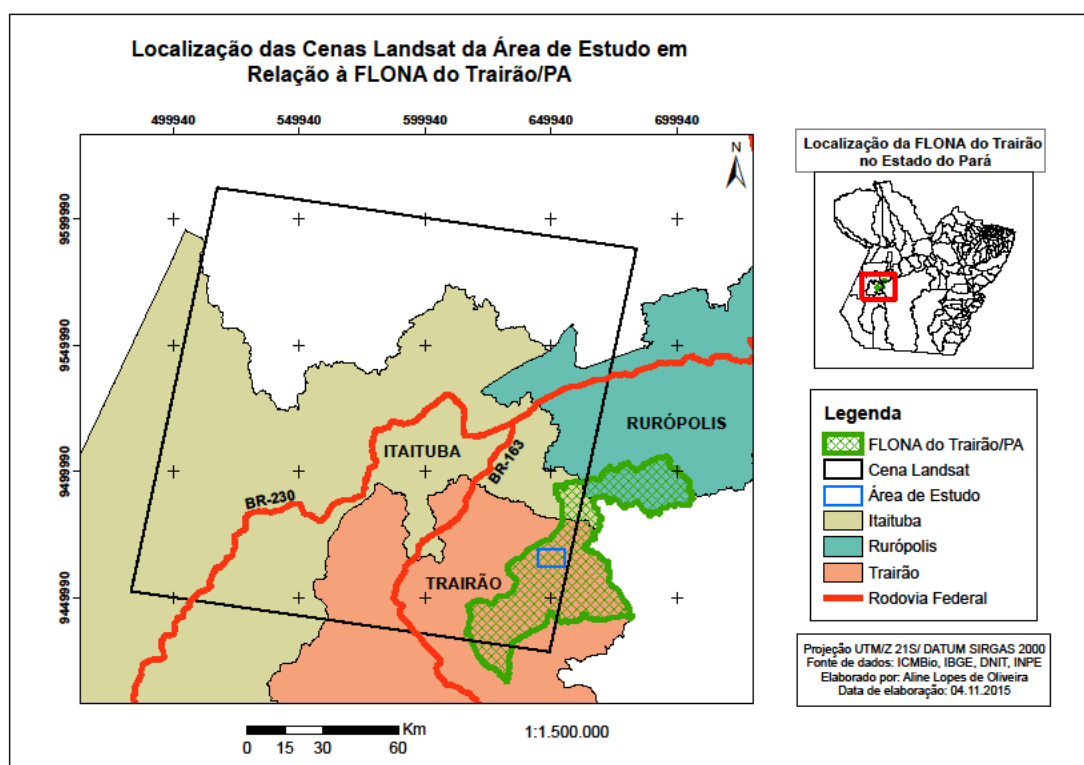 Localização das Cenas Landsat da Área de Estudo em
Relação à FLONA do Trairão/PA
499940 549940 599940 649940 699940
9599990
9549990
9499990
9449990
N
ITAITUBA
RURÓPOLIS
BR-163
BR-230
TRAIRÃO
Km
0 15 30 60
1:1.500.000
Localização da FLONA do Trairão
no Estado do Pará
Legenda
FLONA do Trairão/PA
Cena Landsat
Área de Estudo
Itaituba
Rurópolis
Trairão
Rodovia Federal
Projeção UTM/Z 21S/ DATUM SIRGAS 2000
Fonte de dados: ICMBio, IBGE, DNIT, INPE
Elaborado por: Aline Lopes de Oliveira
Data de elaboração: 04.11.2015